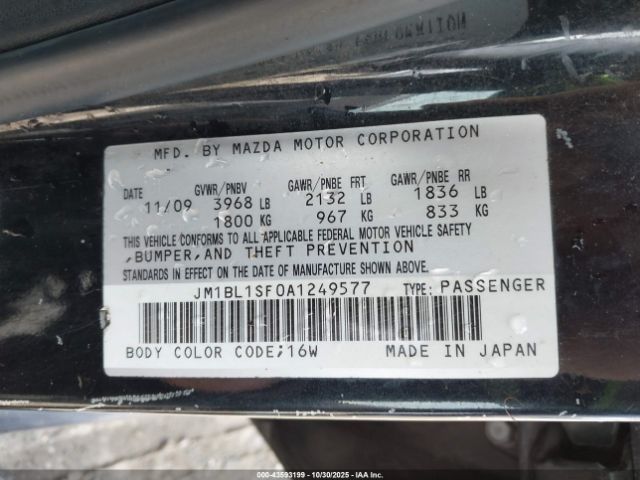 MFD. BY MAZDA MOTOR CORPORATION
DATE GVWR/PNBV GAWR/PNBE FRT GAWR/PNBE RR
11/09 3968 LB 2132 LB 1836 LB
1800 KG 967 KG 833 KG
THIS VEHICLE CONFORMS TO ALL APPLICABLE FEDERAL MOTOR VEHICLE SAFETY
,BUMPER,AND THEFT PREVENTION
STANDARDS IN EFFECT ON THE DATE OF MANUFACTURE SHOWN ABOVE.
JM1BL1SF0A1249577 TYPE: PASSENGER
BODY COLOR CODE;16W MADE IN JAPAN
00-43593199 • 10/30/2025 • IAAI.com